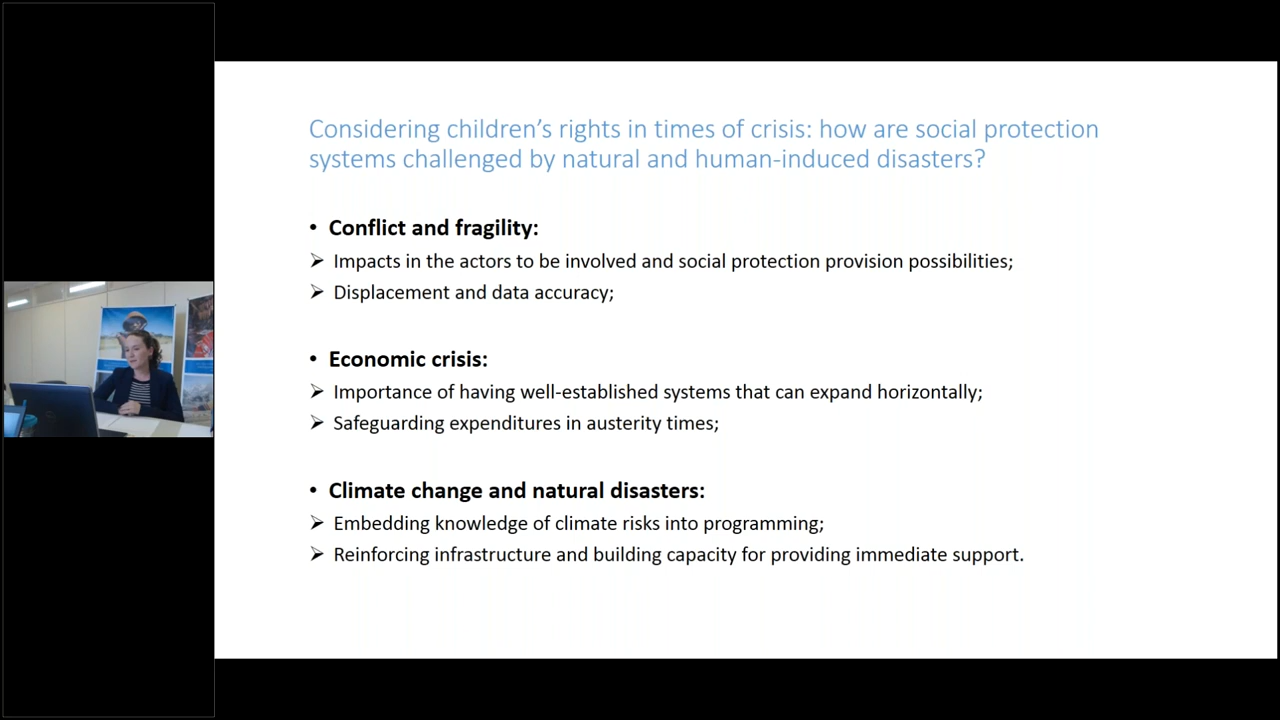 Considering children's rights in times of crisis: how are social protection
systems challenged by natural and human-induced disasters?
• Conflict and fragility:
➢ Impacts in the actors to be involved and social protection provision possibilities;
➢ Displacement and data accuracy;
• Economic crisis:
➢ Importance of having well-established systems that can expand horizontally;
➢ Safeguarding expenditures in austerity times;
• Climate change and natural disasters:
➢ Embedding knowledge of climate risks into programming;
➢ Reinforcing infrastructure and building capacity for providing immediate support.